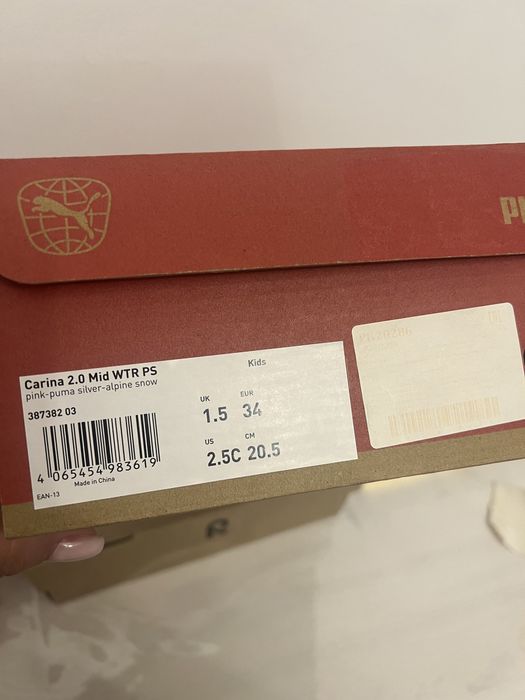 Carina 2.0 Mid WTR PS
pink-puma silver-alpine snow
387382 03
Kids
UK EUR
1.5 34
US CM
2.5C 20.5
4 065454 983619
Made in China
EAN-13